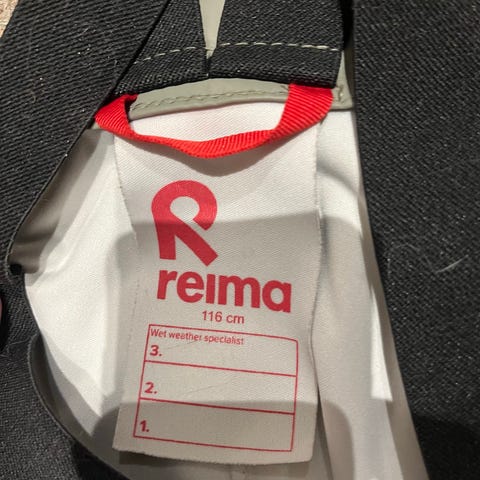 reima
116 cm
Wet weather specialist
3.
2.
1.